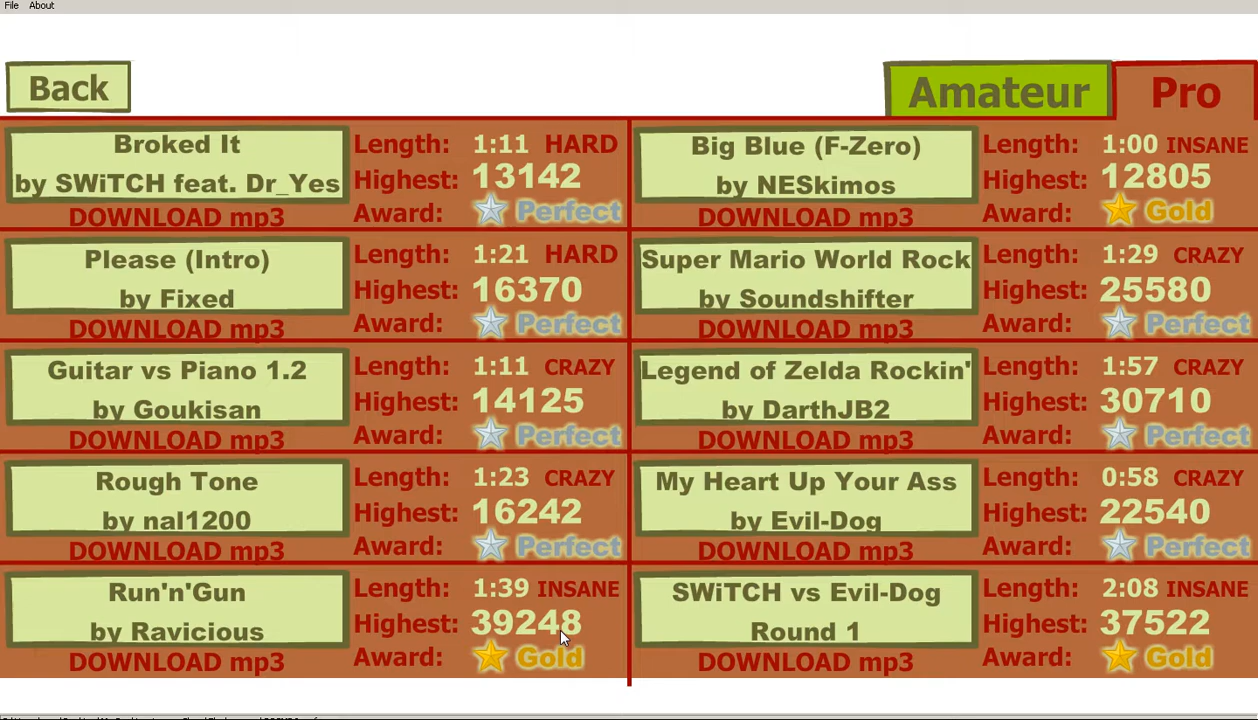 File About
Back
Amateur
Pro
Broked It
by SWiTCH feat. Dr_Yes
DOWNLOAD mp3
Length: 1:11 HARD
Highest: 13142
Award: Perfect
Big Blue (F-Zero)
by NESkimos
DOWNLOAD mp3
Length: 1:00 INSANE
Highest: 12805
Award: Gold
Please (Intro)
by Fixed
DOWNLOAD mp3
Length: 1:21 HARD
Highest: 16370
Award: Perfect
Super Mario World Rock
by Soundshifter
DOWNLOAD mp3
Length: 1:29 CRAZY
Highest: 25580
Award: Perfect
Guitar vs Piano 1.2
by Goukisan
DOWNLOAD mp3
Length: 1:11 CRAZY
Highest: 14125
Award: Perfect
Legend of Zelda Rockin'
by DarthJB2
DOWNLOAD mp3
Length: 1:57 CRAZY
Highest: 30710
Award: Perfect
Rough Tone
by nal1200
DOWNLOAD mp3
Length: 1:23 CRAZY
Highest: 16242
Award: Perfect
My Heart Up Your Ass
by Evil-Dog
DOWNLOAD mp3
Length: 0:58 CRAZY
Highest: 22540
Award: Perfect
Run'n'Gun
by Ravicious
DOWNLOAD mp3
Length: 1:39 INSANE
Highest: 39248
Award: Gold
SWiTCH vs Evil-Dog
Round 1
DOWNLOAD mp3
Length: 2:08 INSANE
Highest: 37522
Award: Gold